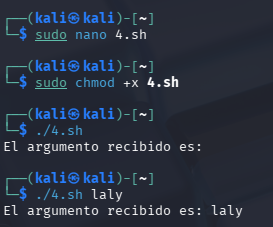 ┌──(kali㉿kali)-[~]
└─$ sudo nano 4.sh
┌──(kali㉿kali)-[~]
└─$ sudo chmod +x 4.sh
┌──(kali㉿kali)-[~]
└─$ ./4.sh
El argumento recibido es:
┌──(kali㉿kali)-[~]
└─$ ./4.sh laly
El argumento recibido es: laly